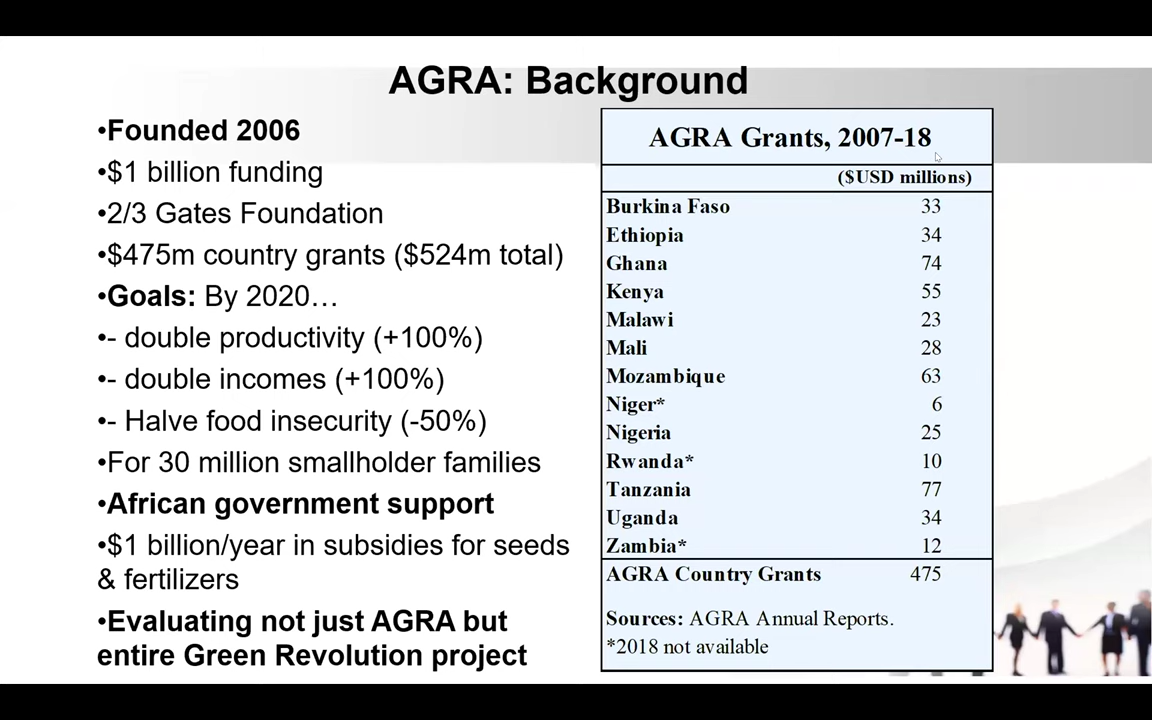 AGRA: Background
•Founded 2006
•$1 billion funding
•2/3 Gates Foundation
•$475m country grants ($524m total)
•Goals: By 2020…
•- double productivity (+100%)
•- double incomes (+100%)
•- Halve food insecurity (-50%)
•For 30 million smallholder families
•African government support
•$1 billion/year in subsidies for seeds
& fertilizers
•Evaluating not just AGRA but
entire Green Revolution project
AGRA Grants, 2007-18
($USD millions)
Burkina Faso 33
Ethiopia 34
Ghana 74
Kenya 55
Malawi 23
Mali 28
Mozambique 63
Niger* 6
Nigeria 25
Rwanda* 10
Tanzania 77
Uganda 34
Zambia* 12
AGRA Country Grants 475
Sources: AGRA Annual Reports.
*2018 not available